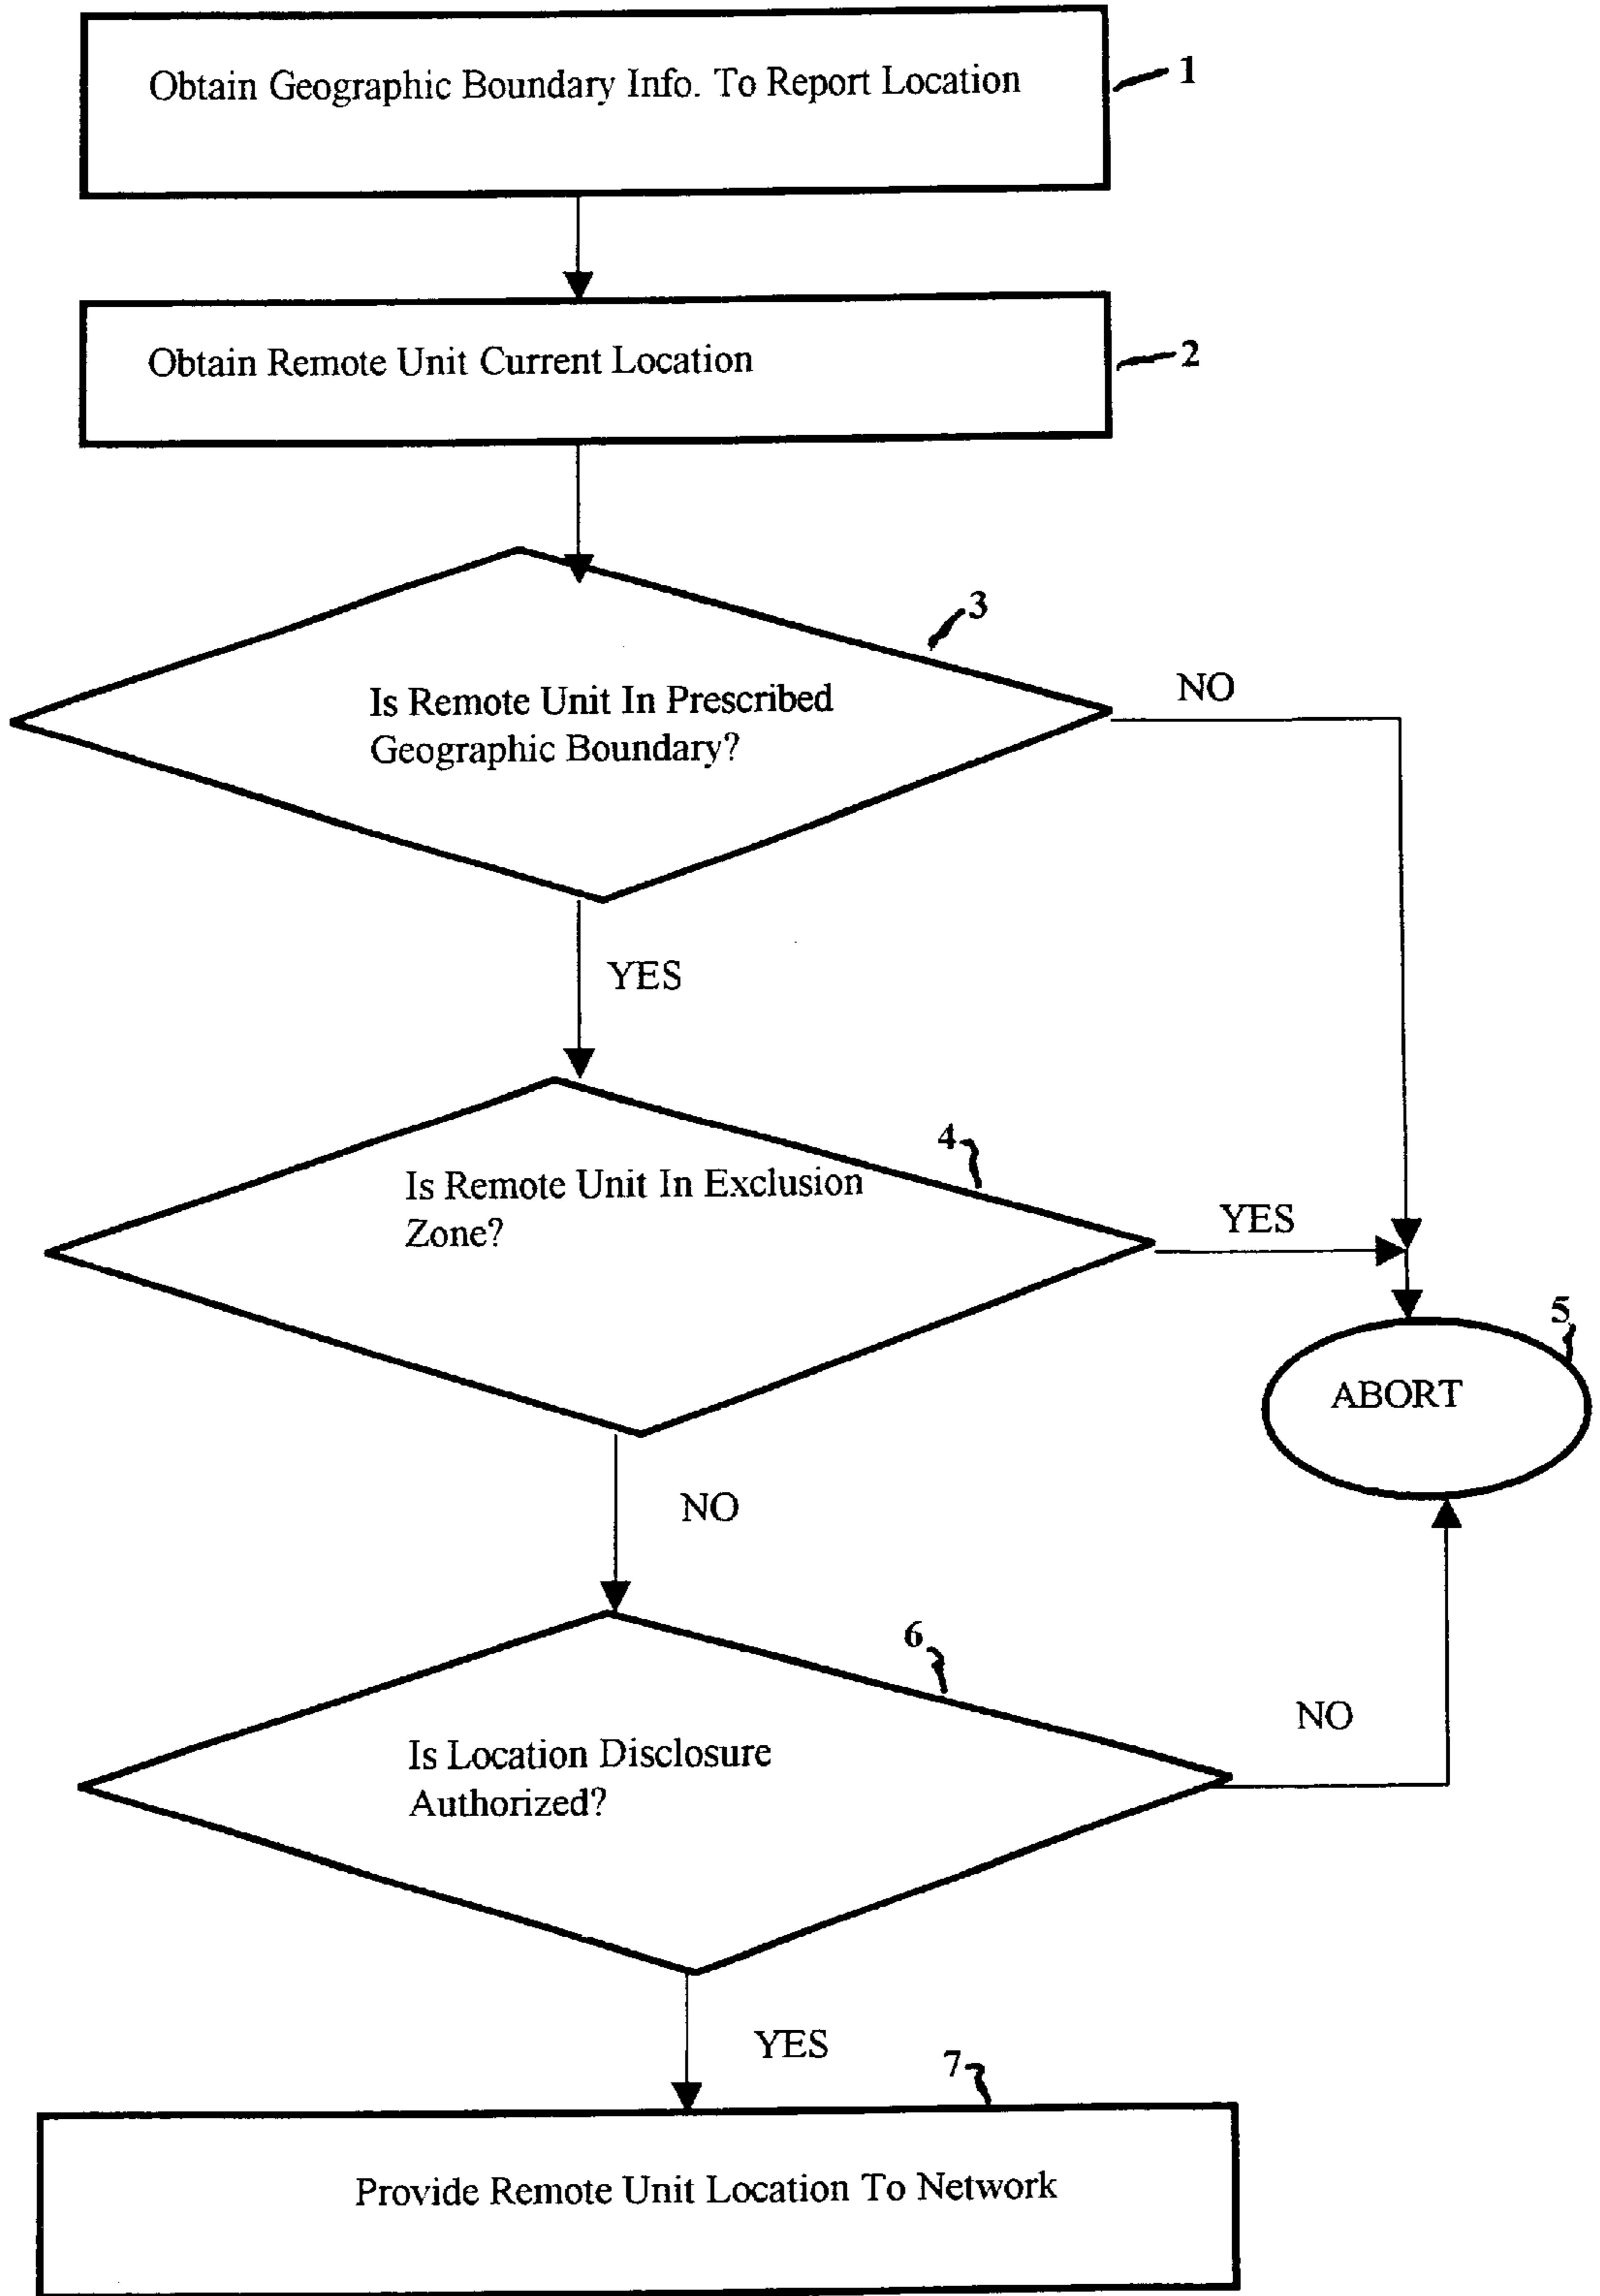 Obtain Geographic Boundary Info. To Report Location
1
Obtain Remote Unit Current Location
2
3
Is Remote Unit In Prescribed
Geographic Boundary?
NO
YES
4
Is Remote Unit In Exclusion
Zone?
YES
5
ABORT
NO
6
Is Location Disclosure
Authorized?
NO
YES
7
Provide Remote Unit Location To Network